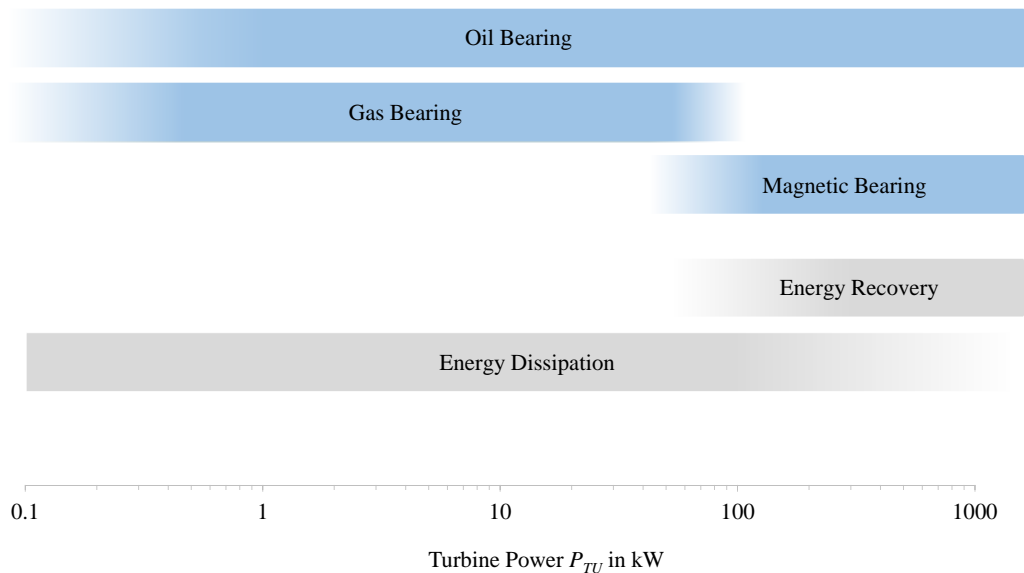 Oil Bearing
Gas Bearing
Magnetic Bearing
Energy Recovery
Energy Dissipation
0.1 1 10 100 1000
Turbine Power P_TU in kW